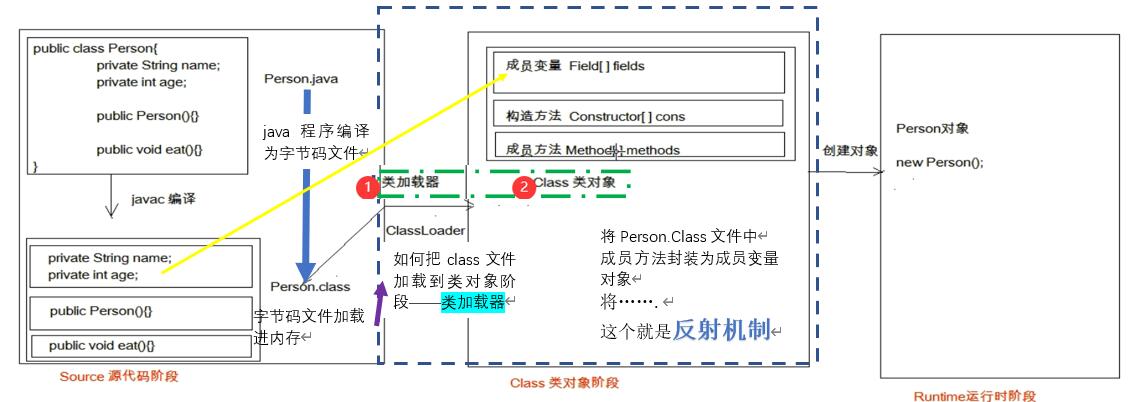 public class Person{
private String name;
private int age;
public Person(){}
public void eat(){}
}
javac 编译
private String name;
private int age;
public Person(){}
public void eat(){}
Source 源代码阶段
Person.java
java 程序编译
为字节码文件
Person.class
字节码文件加载
进内存
1
类加载器
ClassLoader
如何把 class 文件
加载到类对象阶
段——类加载器
成员变量 Field[ ] fields
构造方法 Constructor[ ] cons
成员方法 Method[ ] methods
2
Class 类对象
将 Person.Class 文件中
成员方法封装为成员变量
对象
将…….
这个就是反射机制
Class 类对象阶段
创建对象
Person对象
new Person();
Runtime运行时阶段